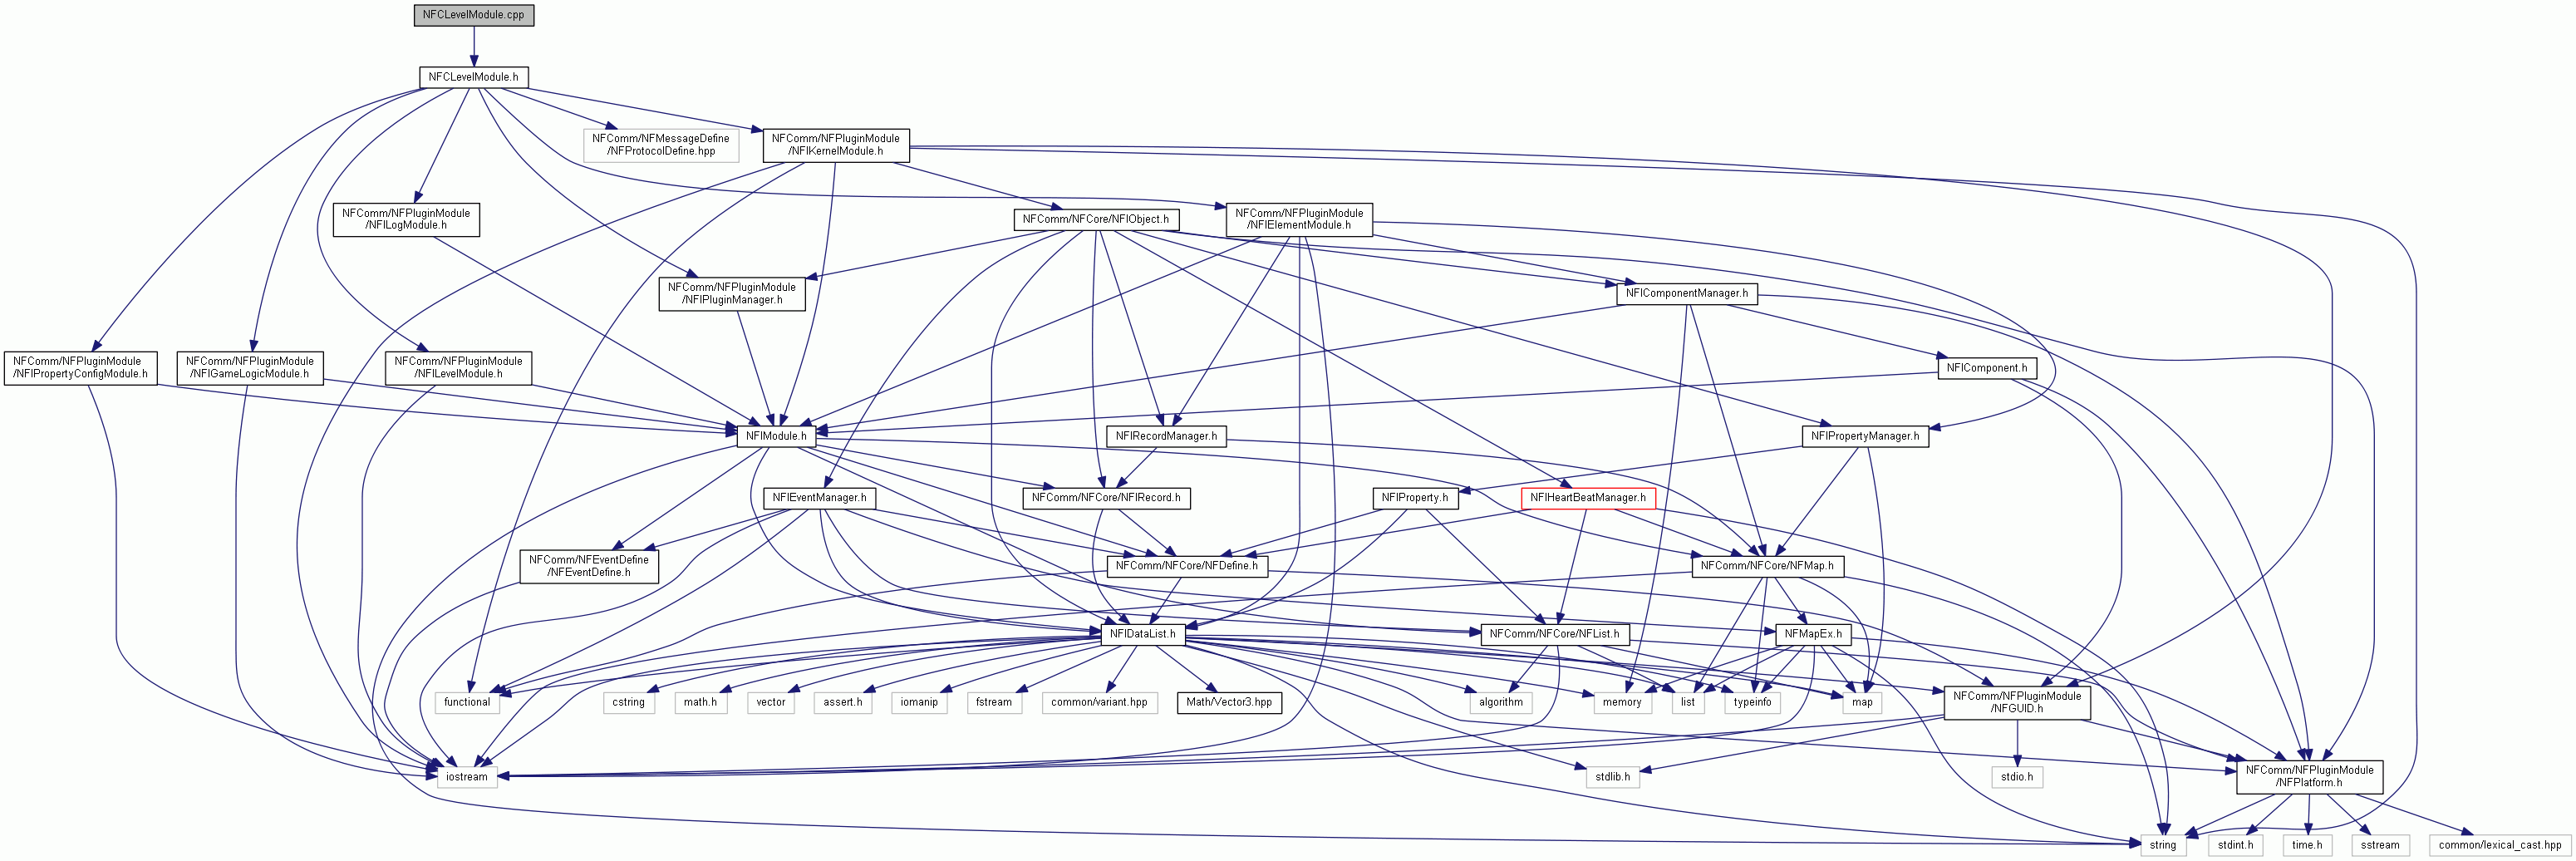 NFCLevelModule.cpp
NFCLevelModule.h
NFComm/NFMessageDefine
/NFProtocolDefine.hpp
NFComm/NFPluginModule
/NFIKernelModule.h
NFComm/NFPluginModule
/NFILogModule.h
NFComm/NFCore/NFIObject.h
NFComm/NFPluginModule
/NFIElementModule.h
NFComm/NFPluginModule
/NFIPluginManager.h
NFIComponentManager.h
NFComm/NFPluginModule
/NFIPropertyConfigModule.h
NFComm/NFPluginModule
/NFIGameLogicModule.h
NFComm/NFPluginModule
/NFILevelModule.h
NFIComponent.h
NFIModule.h
NFIRecordManager.h
NFIPropertyManager.h
NFIEventManager.h
NFComm/NFCore/NFIRecord.h
NFIProperty.h
NFIHeartBeatManager.h
NFComm/NFEventDefine
/NFEventDefine.h
NFComm/NFCore/NFDefine.h
NFComm/NFCore/NFMap.h
NFIDataList.h
NFComm/NFCore/NFList.h
NFMapEx.h
functional
cstring
math.h
vector
assert.h
iomanip
fstream
common/variant.hpp
Math/Vector3.hpp
algorithm
memory
list
typeinfo
map
NFComm/NFPluginModule
/NFGUID.h
iostream
stdlib.h
stdio.h
NFComm/NFPluginModule
/NFPlatform.h
string
stdint.h
time.h
sstream
common/lexical_cast.hpp